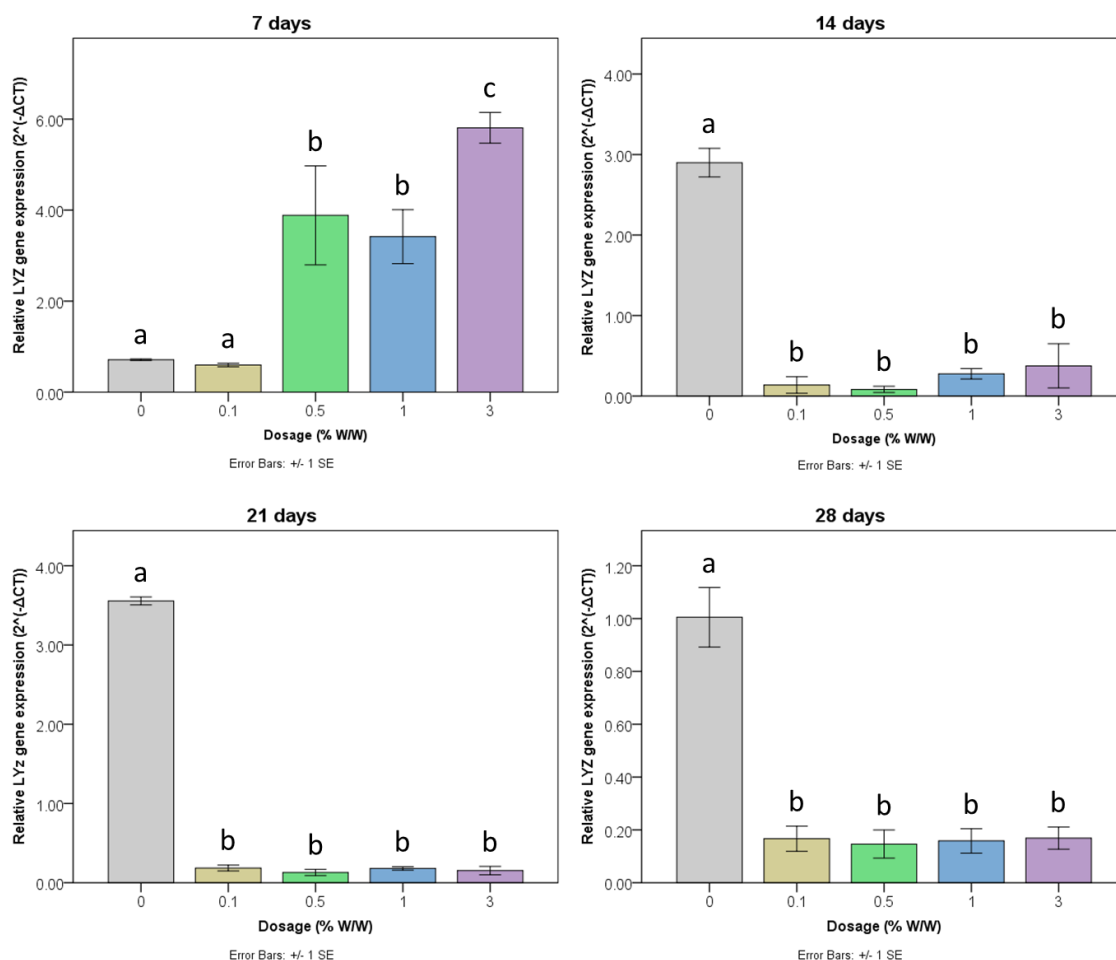 7 days
Relative LYZ gene expression (2^(-ΔCT))
6.00
4.00
2.00
0.00
a
a
b
b
c
0
0.1
0.5
1
3
Dosage (% W/W)
Error Bars: +/- 1 SE
14 days
Relative LYZ gene expression (2^(-ΔCT))
4.00
3.00
2.00
1.00
0.00
a
b
b
b
b
0
0.1
0.5
1
3
Dosage (% W/W)
Error Bars: +/- 1 SE
21 days
Relative LYz gene expression (2^(-ΔCT))
4.00
3.00
2.00
1.00
0.00
a
b
b
b
b
0
0.1
0.5
1
3
Dosage (% W/W)
Error Bars: +/- 1 SE
28 days
Relative LYZ gene expression (2^(-ΔCT))
1.20
1.00
0.80
0.60
0.40
0.20
0.00
a
b
b
b
b
0
0.1
0.5
1
3
Dosage (% W/W)
Error Bars: +/- 1 SE